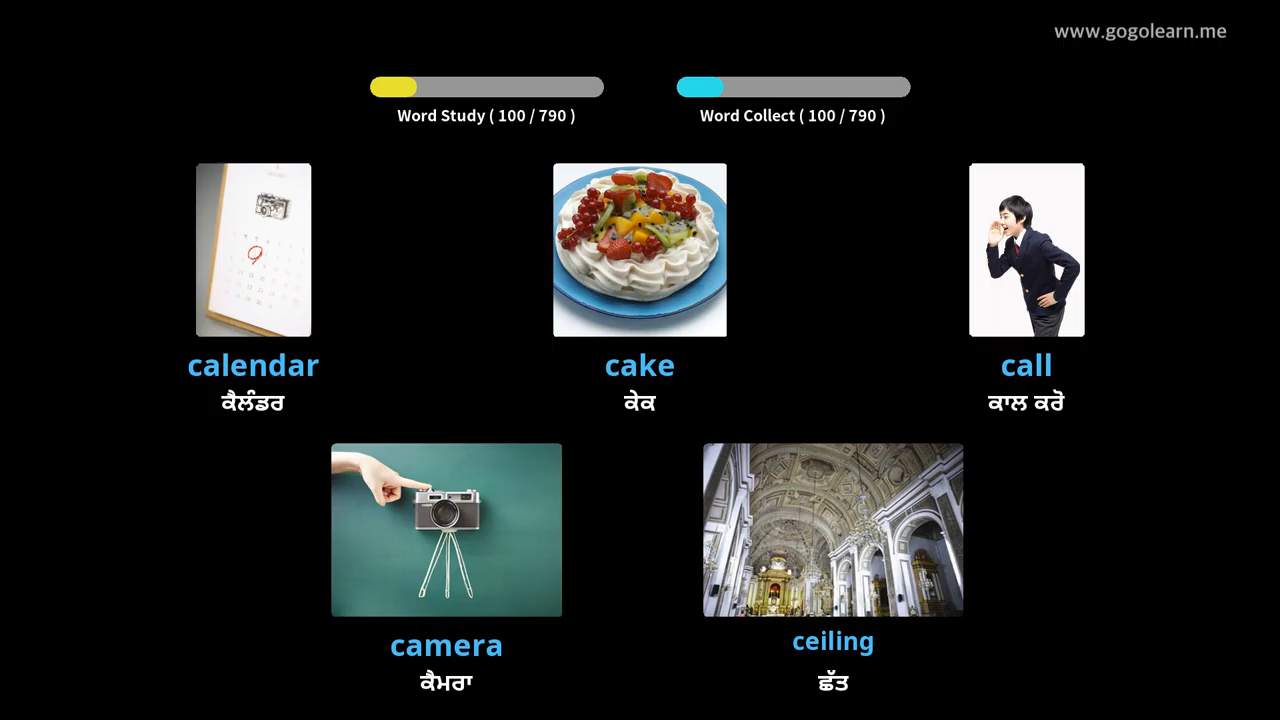 www.gogolearn.me
Word Study ( 100 / 790 )
Word Collect ( 100 / 790 )
calendar
ਕੈਲੰਡਰ
cake
ਕੇਕ
call
ਕਾਲ ਕਰੋ
camera
ਕੈਮਰਾ
ceiling
ਛੱਤ